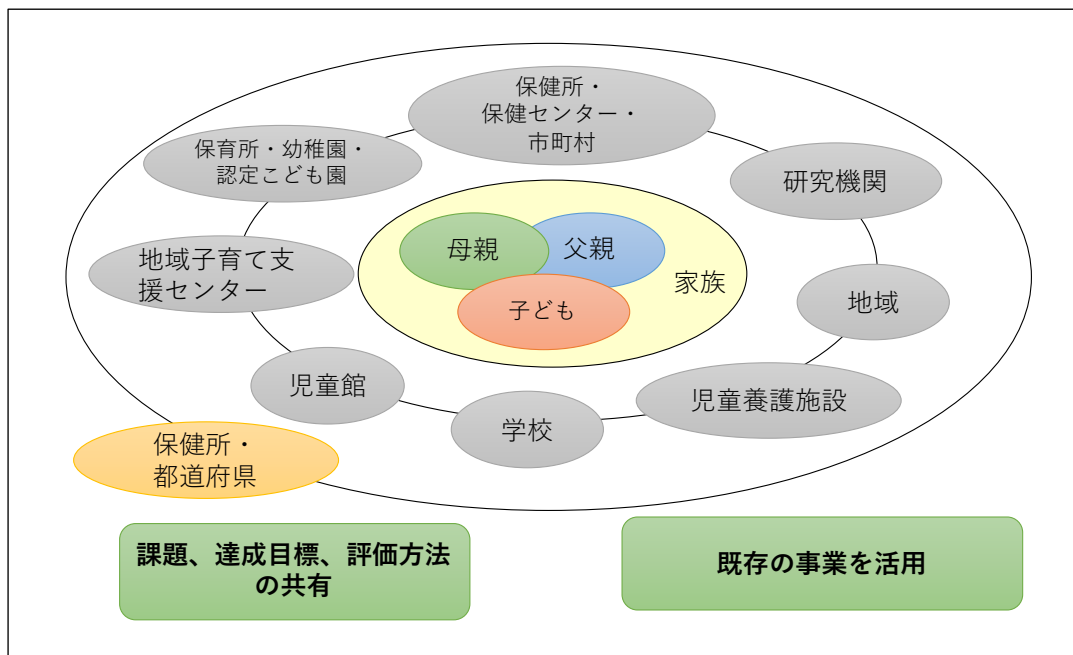 保健所・
保健センター・
市町村
保育所・幼稚園・
認定こども園
研究機関
母親
父親
家族
子ども
地域子育て支
援センター
地域
児童館
児童養護施設
学校
保健所・
都道府県
課題、達成目標、評価方法
の共有
既存の事業を活用